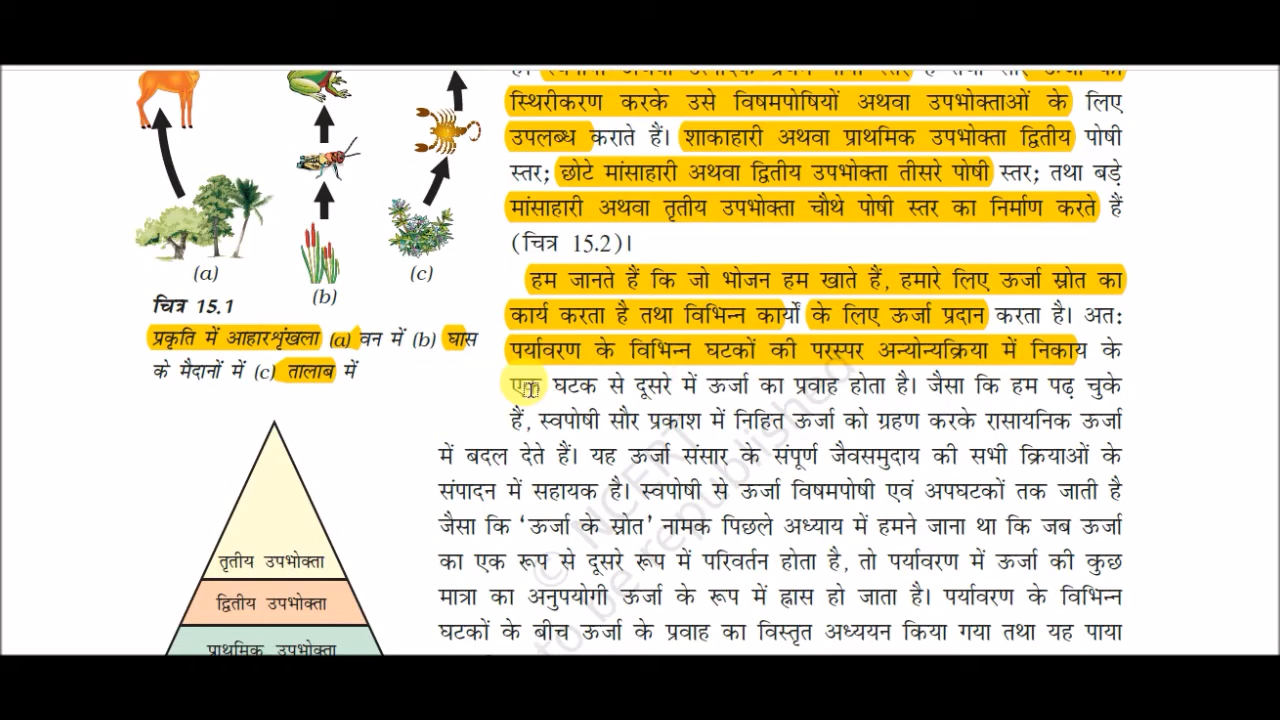 स्थिरीकरण करके उसे विषमपोषियों अथवा उपभोक्ताओं के लिए
उपलब्ध कराते हैं। शाकाहारी अथवा प्राथमिक उपभोक्ता द्वितीय पोषी
स्तर; छोटे मांसाहारी अथवा द्वितीय उपभोक्ता तीसरे पोषी स्तर; तथा बड़े
मांसाहारी अथवा तृतीय उपभोक्ता चौथे पोषी स्तर का निर्माण करते हैं
(चित्र 15.2)।
(a)
(b)
(c)
चित्र 15.1
प्रकृति में आहारशृंखला (a) वन में (b) घास
के मैदानों में (c) तालाब में
हम जानते हैं कि जो भोजन हम खाते हैं, हमारे लिए ऊर्जा स्रोत का
कार्य करता है तथा विभिन्न कार्यों के लिए ऊर्जा प्रदान करता है। अत:
पर्यावरण के विभिन्न घटकों की परस्पर अन्योन्यक्रिया में निकाय के
एक घटक से दूसरे में ऊर्जा का प्रवाह होता है। जैसा कि हम पढ़ चुके
हैं, स्वपोषी सौर प्रकाश में निहित ऊर्जा को ग्रहण करके रासायनिक ऊर्जा
में बदल देते हैं। यह ऊर्जा संसार के संपूर्ण जैवसमुदाय की सभी क्रियाओं के
संपादन में सहायक है। स्वपोषी से ऊर्जा विषमपोषी एवं अपघटकों तक जाती है
जैसा कि ‘ऊर्जा के स्रोत’ नामक पिछले अध्याय में हमने जाना था कि जब ऊर्जा
का एक रूप से दूसरे रूप में परिवर्तन होता है, तो पर्यावरण में ऊर्जा की कुछ
मात्रा का अनुपयोगी ऊर्जा के रूप में ह्रास हो जाता है। पर्यावरण के विभिन्न
घटकों के बीच ऊर्जा के प्रवाह का विस्तृत अध्ययन किया गया तथा यह पाया
तृतीय उपभोक्ता
द्वितीय उपभोक्ता
प्राथमिक उपभोक्ता
© NCERT
to be republished